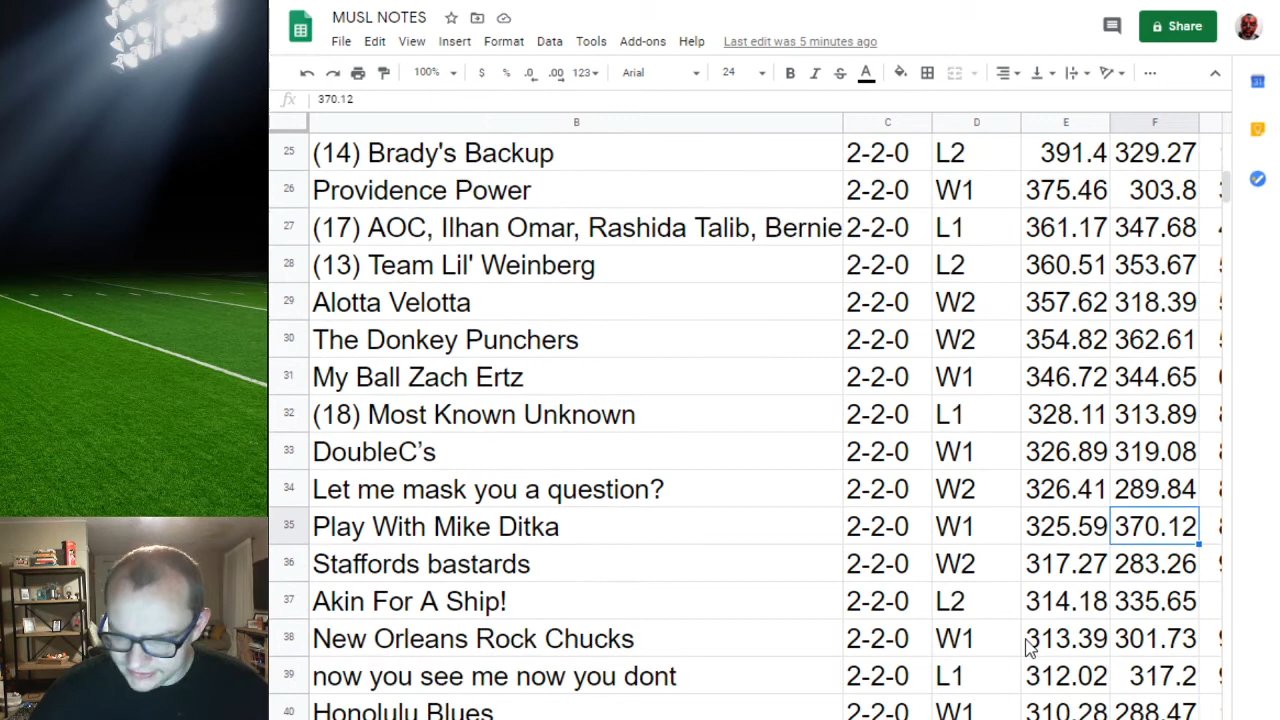 MUSL NOTES
File Edit View Insert Format Data Tools Add-ons Help Last edit was 5 minutes ago
Share
100% $ % .0 .00 123 Arial 24 B I S A
fx 370.12
B C D E F
25 (14) Brady's Backup 2-2-0 L2 391.4 329.27
26 Providence Power 2-2-0 W1 375.46 303.8
27 (17) AOC, Ilhan Omar, Rashida Talib, Bernie 2-2-0 L1 361.17 347.68
28 (13) Team Lil' Weinberg 2-2-0 L2 360.51 353.67
29 Alotta Velotta 2-2-0 W2 357.62 318.39
30 The Donkey Punchers 2-2-0 W2 354.82 362.61
31 My Ball Zach Ertz 2-2-0 W1 346.72 344.65
32 (18) Most Known Unknown 2-2-0 L1 328.11 313.89
33 DoubleC's 2-2-0 W1 326.89 319.08
34 Let me mask you a question? 2-2-0 W2 326.41 289.84
35 Play With Mike Ditka 2-2-0 W1 325.59 370.12
36 Staffords bastards 2-2-0 W2 317.27 283.26
37 Akin For A Ship! 2-2-0 L2 314.18 335.65
38 New Orleans Rock Chucks 2-2-0 W1 313.39 301.73
39 now you see me now you dont 2-2-0 L1 312.02 317.2
40 Honolulu Blues 2-2-0 W1 310.28 288.47